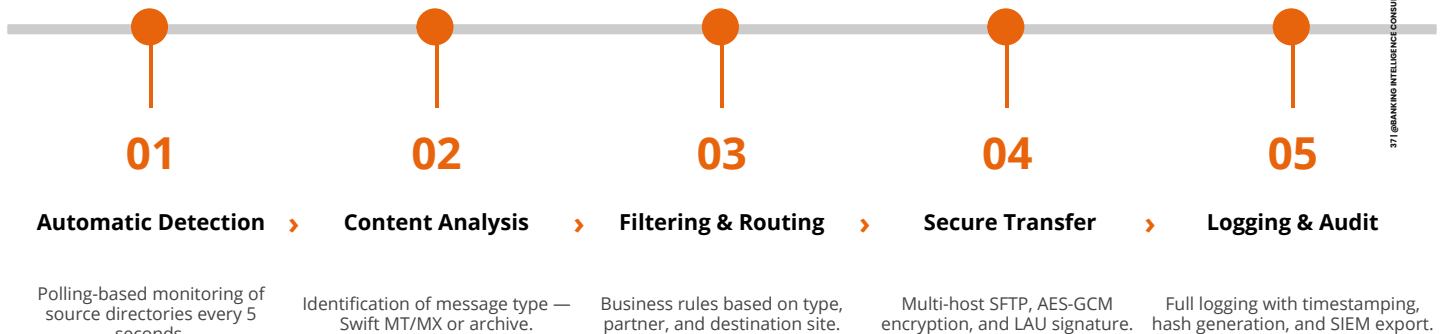 01
02
03
04
05
Automatic Detection
›
Content Analysis
›
Filtering & Routing
›
Secure Transfer
›
Logging & Audit
Polling-based monitoring of
source directories every 5
seconds
Identification of message type —
Swift MT/MX or archive.
Business rules based on type,
partner, and destination site.
Multi-host SFTP, AES-GCM
encryption, and LAU signature.
Full logging with timestamping,
hash generation, and SIEM export.
37 | @BANKING INTELLIGENCE